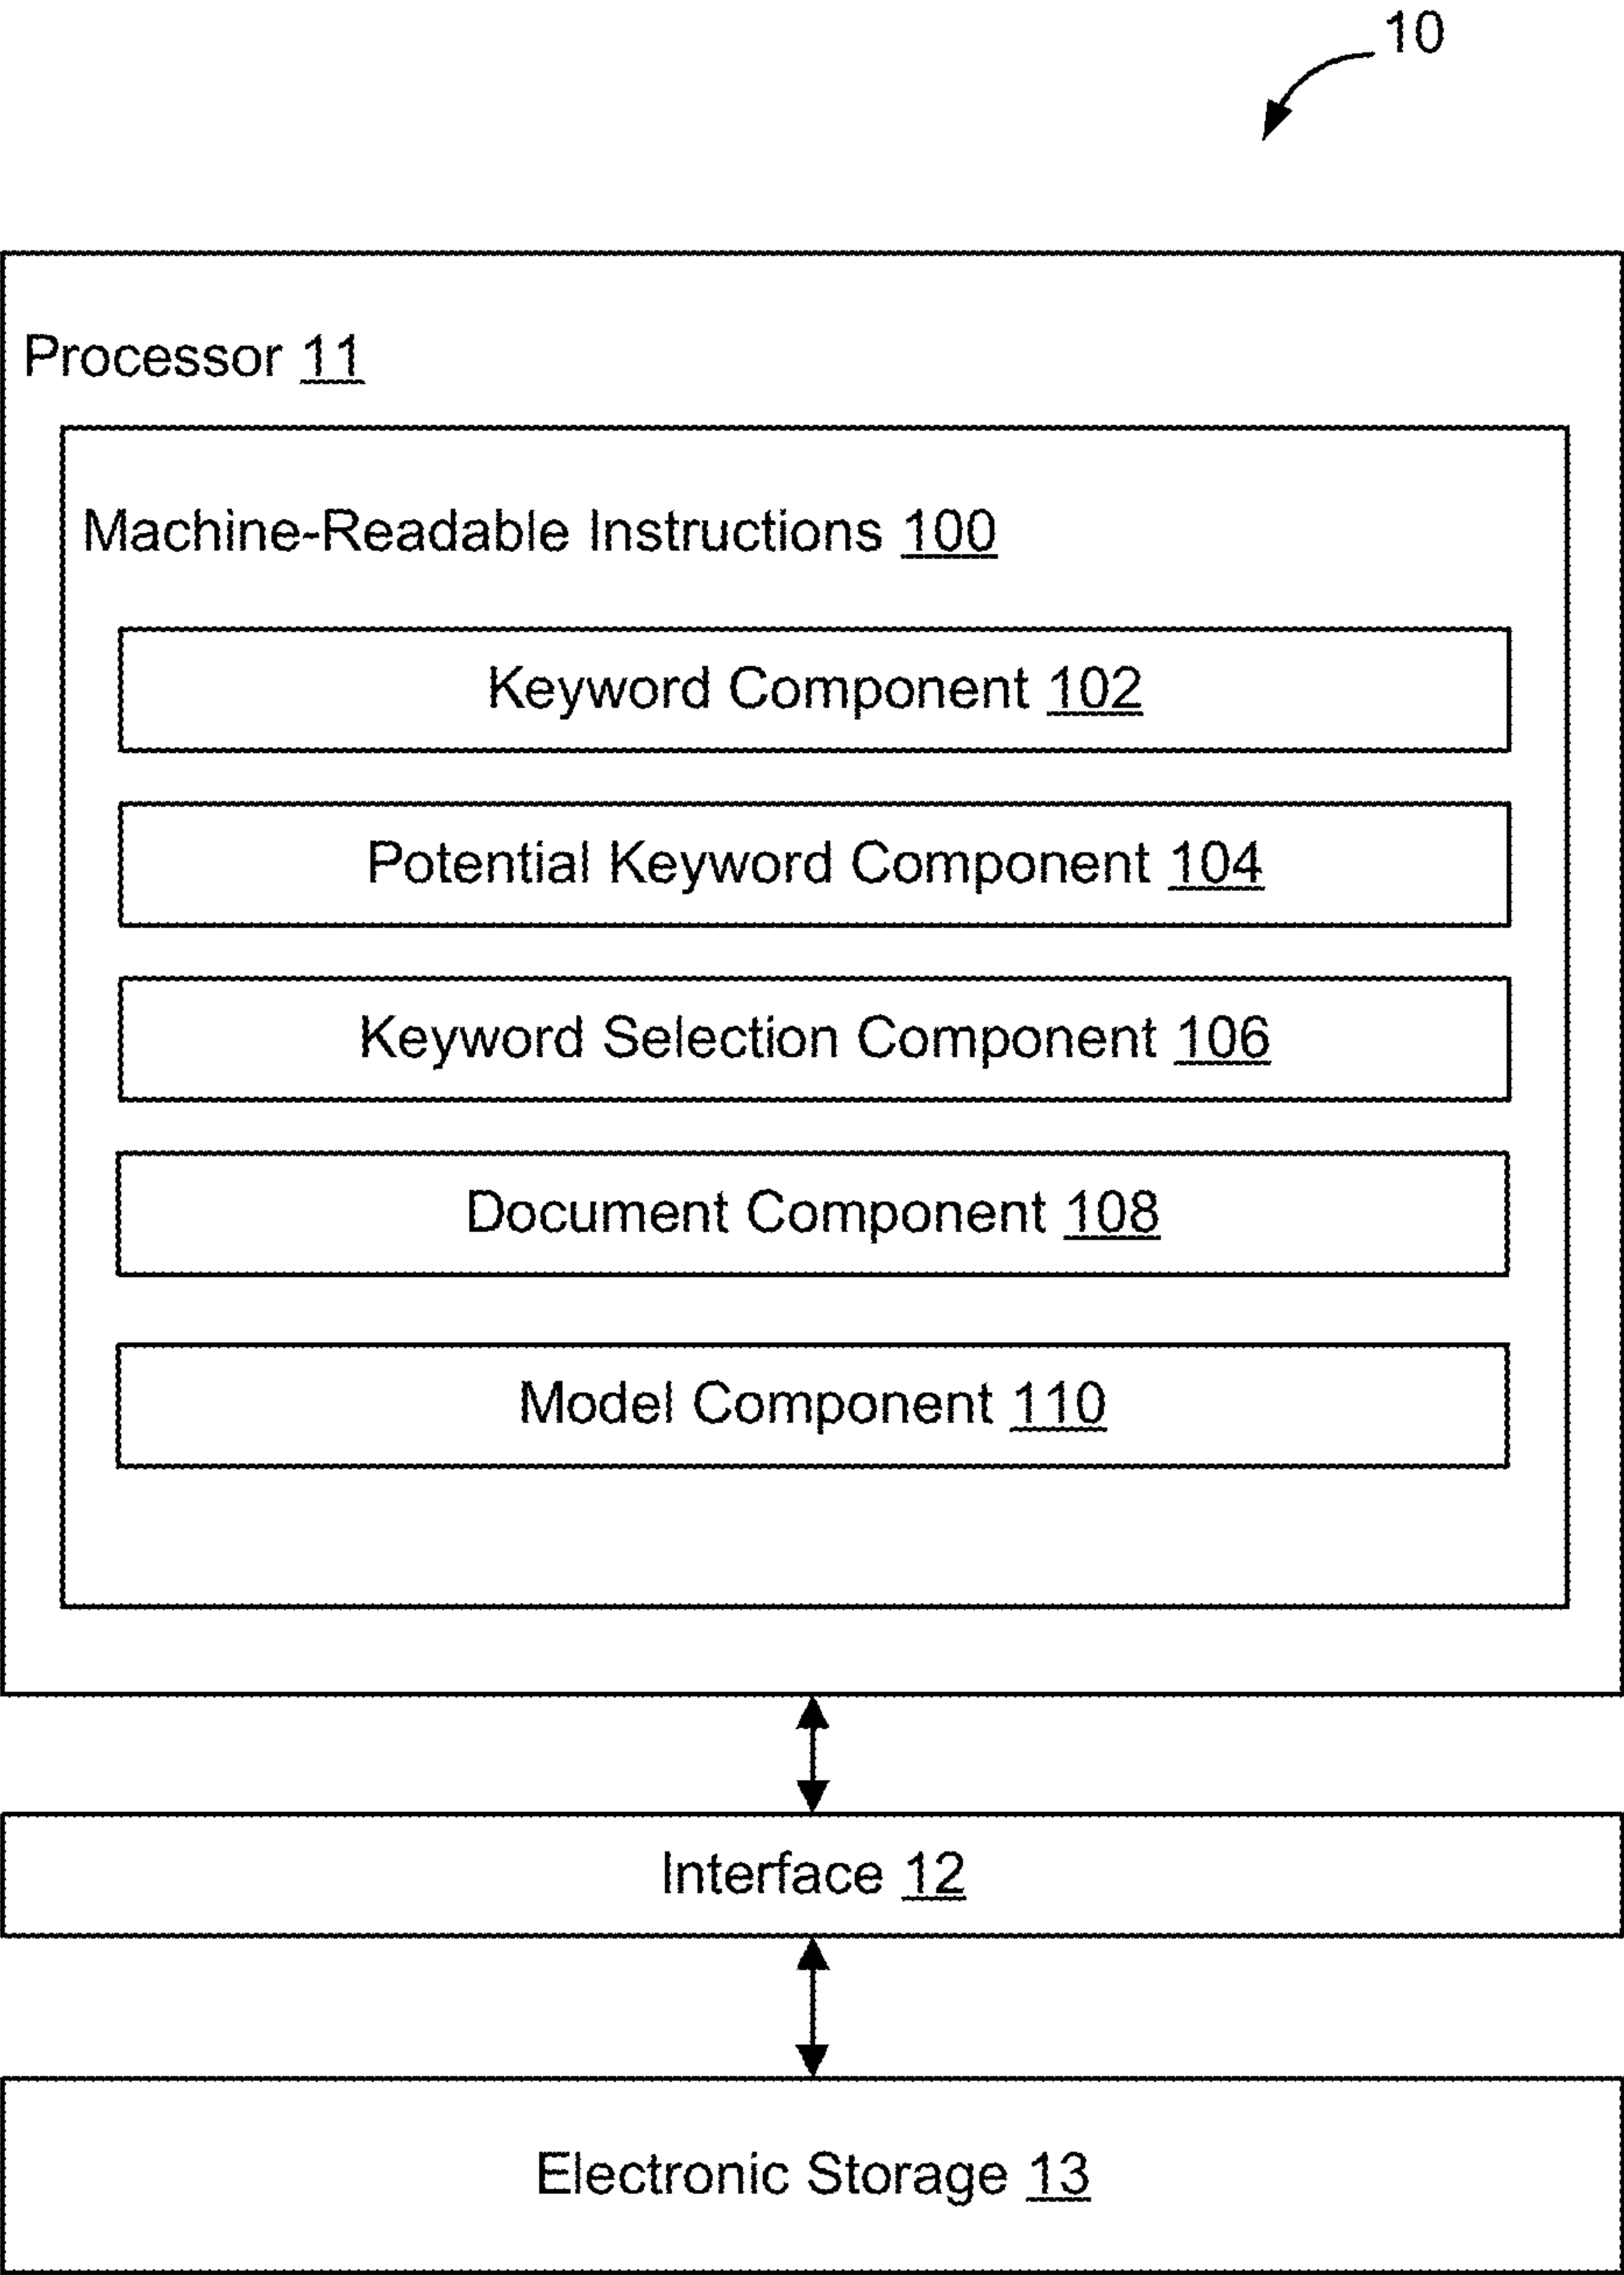 10
Processor 11
Machine-Readable Instructions 100
Keyword Component 102
Potential Keyword Component 104
Keyword Selection Component 106
Document Component 108
Model Component 110
Interface 12
Electronic Storage 13